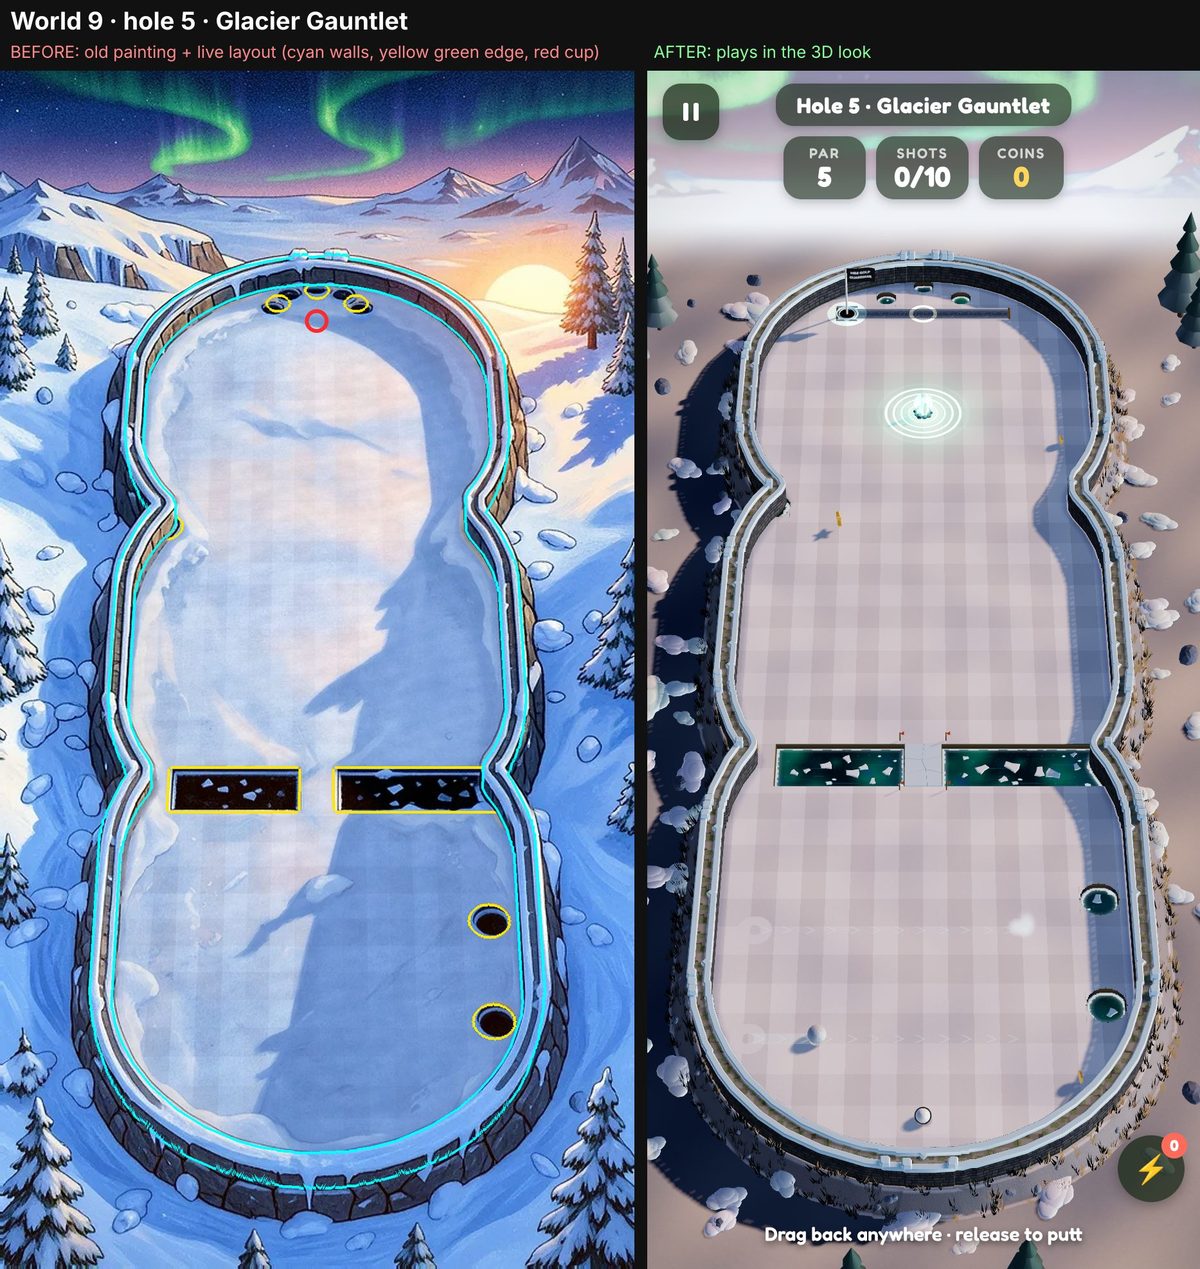 World 9 · hole 5 · Glacier Gauntlet
BEFORE: old painting + live layout (cyan walls, yellow green edge, red cup)
AFTER: plays in the 3D look
Hole 5 · Glacier Gauntlet
PAR
5
SHOTS
0/10
COINS
0
0
Drag back anywhere · release to putt